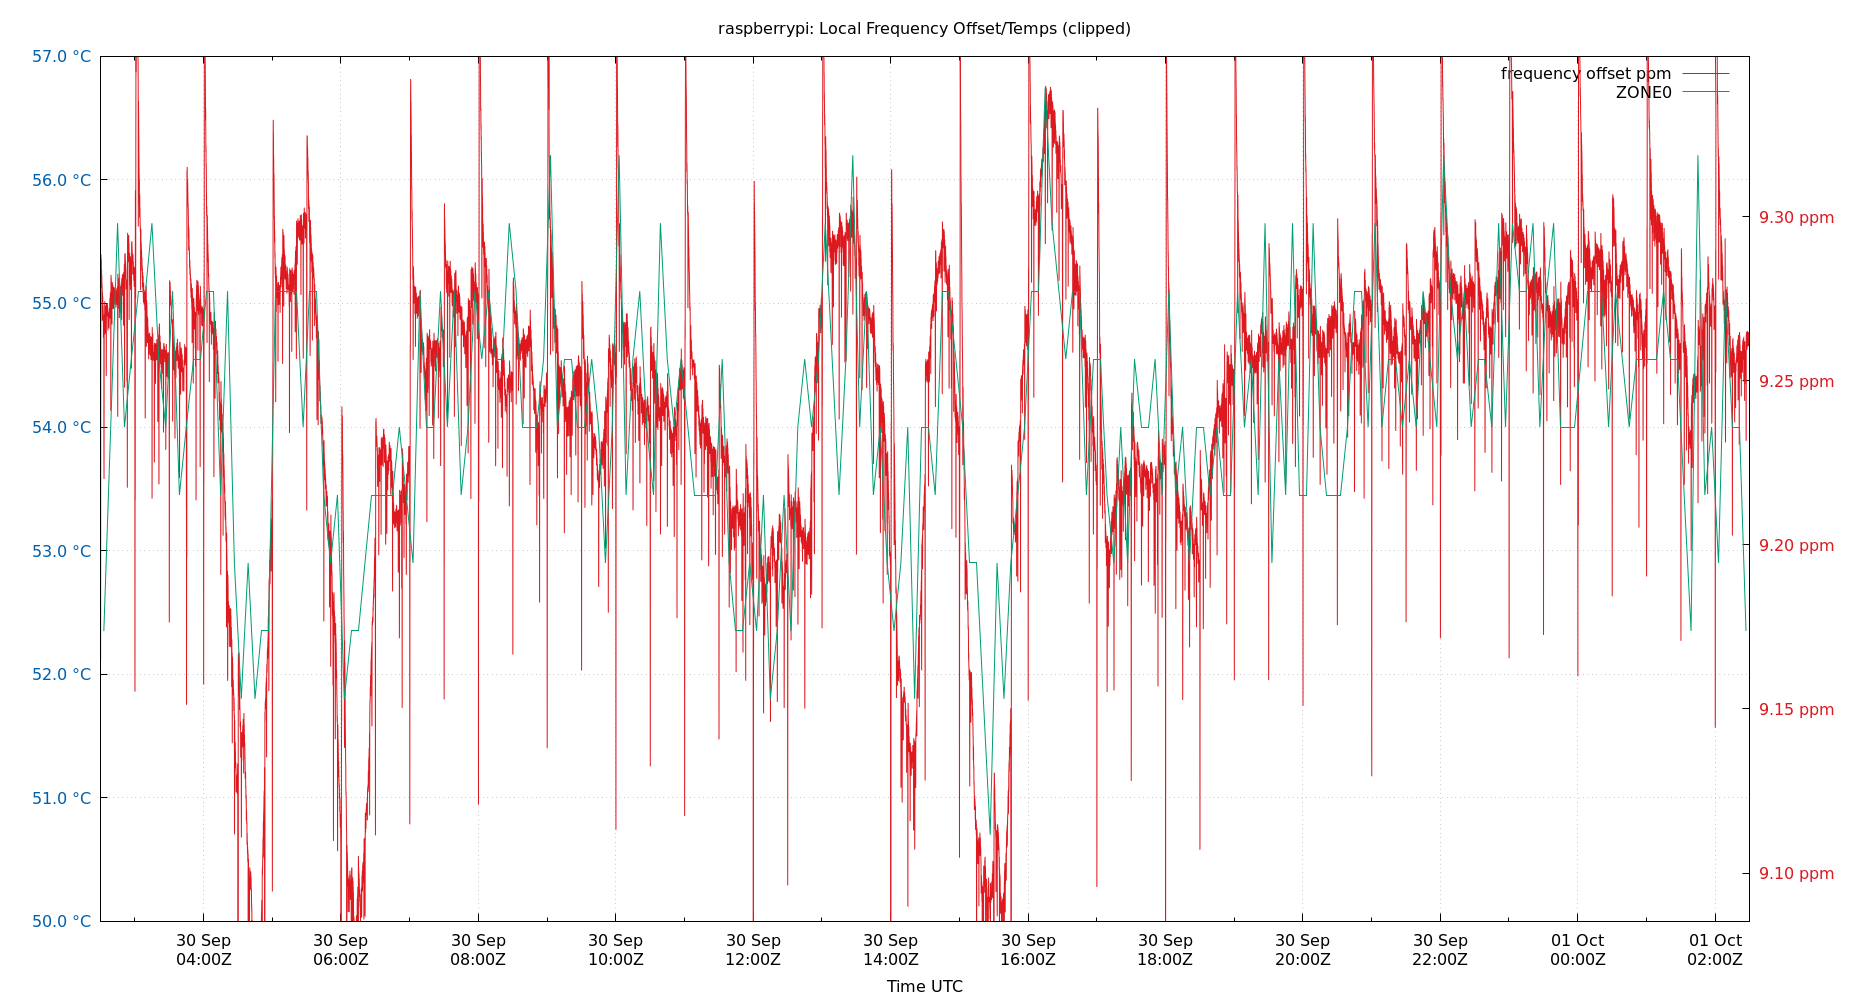 raspberrypi: Local Frequency Offset/Temps (clipped)
frequency offset ppm
ZONE0
57.0 °C
56.0 °C
55.0 °C
54.0 °C
53.0 °C
52.0 °C
51.0 °C
50.0 °C
9.30 ppm
9.25 ppm
9.20 ppm
9.15 ppm
9.10 ppm
30 Sep 30 Sep 30 Sep 30 Sep 30 Sep 30 Sep 30 Sep 30 Sep 30 Sep 30 Sep 01 Oct 01 Oct
04:00Z 06:00Z 08:00Z 10:00Z 12:00Z 14:00Z 16:00Z 18:00Z 20:00Z 22:00Z 00:00Z 02:00Z
Time UTC